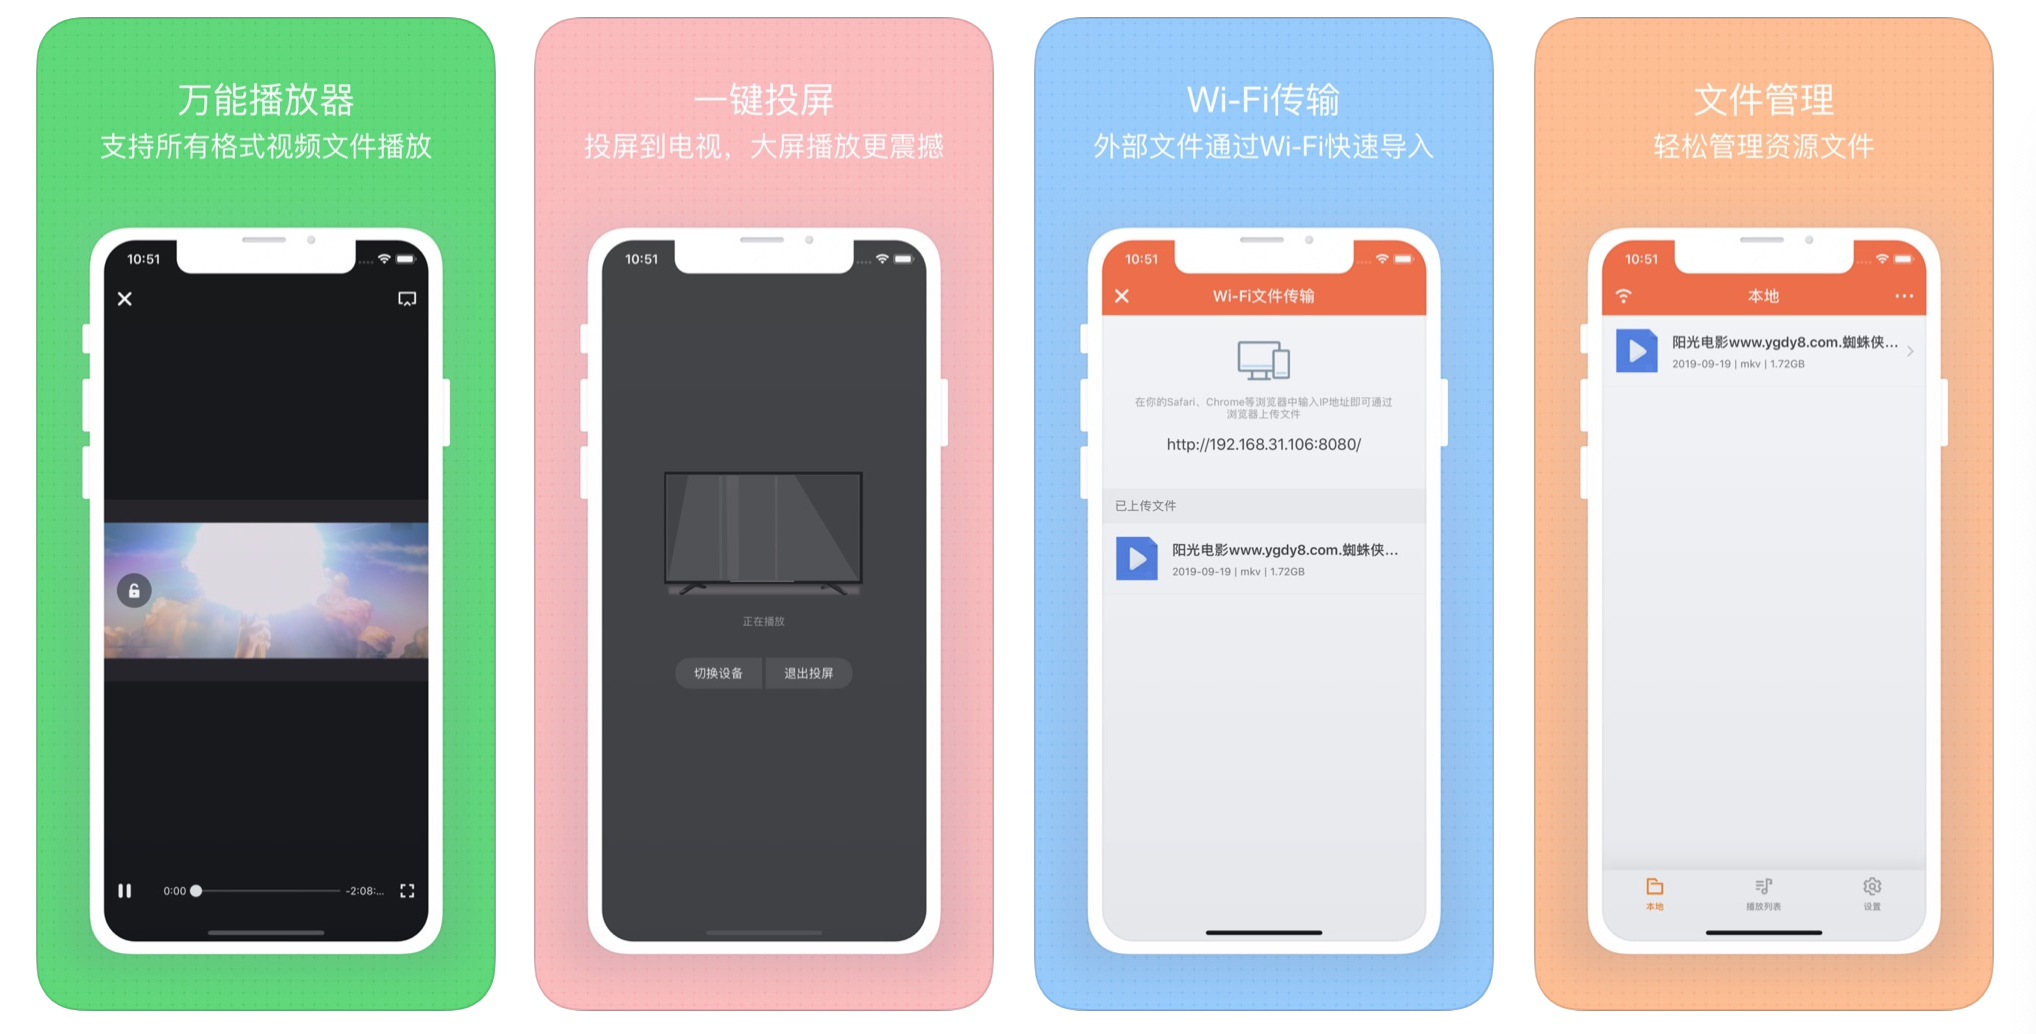 万能播放器
支持所有格式视频文件播放
10:51
0:00
-2:08:...
一键投屏
投屏到电视，大屏播放更震撼
10:51
正在播放
切换设备
退出投屏
Wi-Fi传输
外部文件通过Wi-Fi快速导入
10:51
Wi-Fi文件传输
在你的Safari、Chrome等浏览器中输入IP地址即可通过
浏览器上传文件
http://192.168.31.106:8080/
已上传文件
阳光电影www.ygdy8.com.蜘蛛侠...
2019-09-19 | mkv | 1.72GB
文件管理
轻松管理资源文件
10:51
本地
阳光电影www.ygdy8.com.蜘蛛侠...
2019-09-19 | mkv | 1.72GB
本地
播放列表
设置